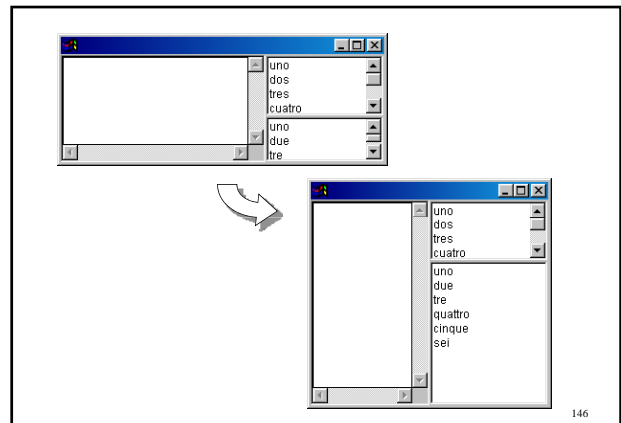 uno
dos
tres
cuatro
uno
due
tre
uno
dos
tres
cuatro
uno
due
tre
quattro
cinque
sei
146